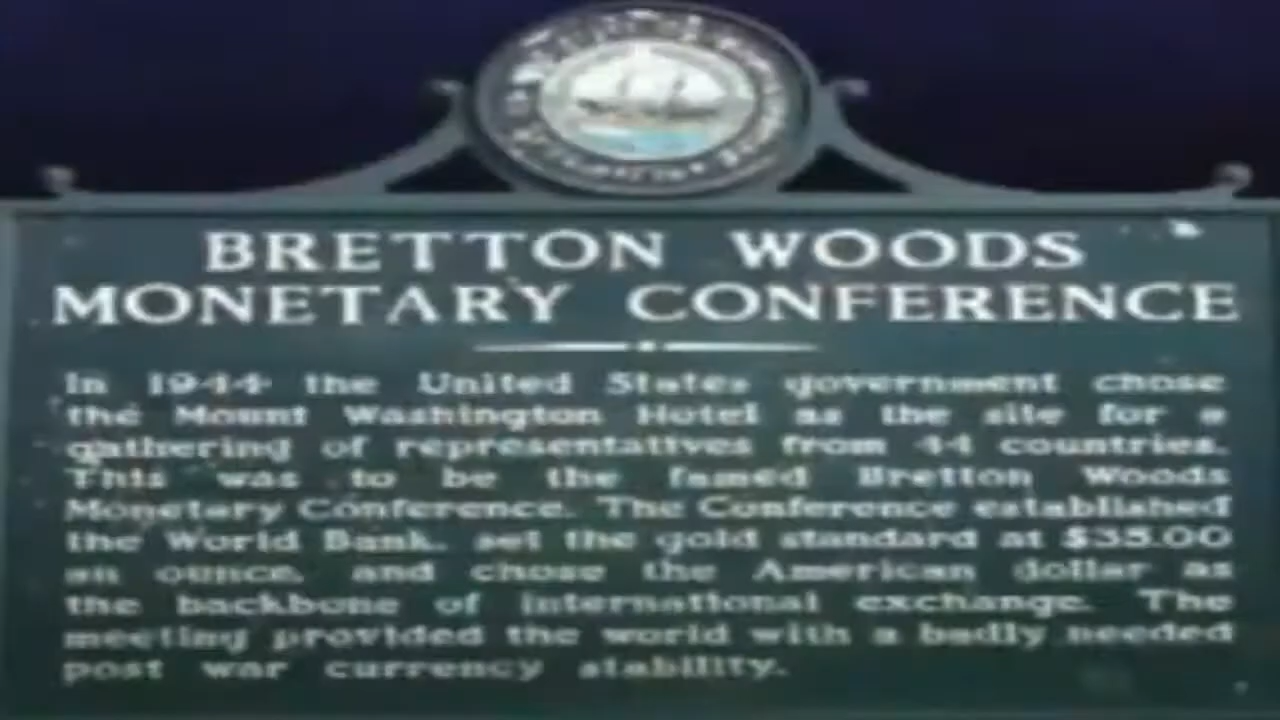 BRETTON WOODS
MONETARY CONFERENCE
In 1944 the United States government chose
the Mount Washington Hotel as the site for a
gathering of representatives from 44 countries.
This was to be the famed Bretton Woods
Monetary Conference. The Conference established
the World Bank, set the gold standard at $35.00
an ounce, and chose the American dollar as
the backbone of international exchange. The
meeting provided the world with a badly needed
post war currency stability.